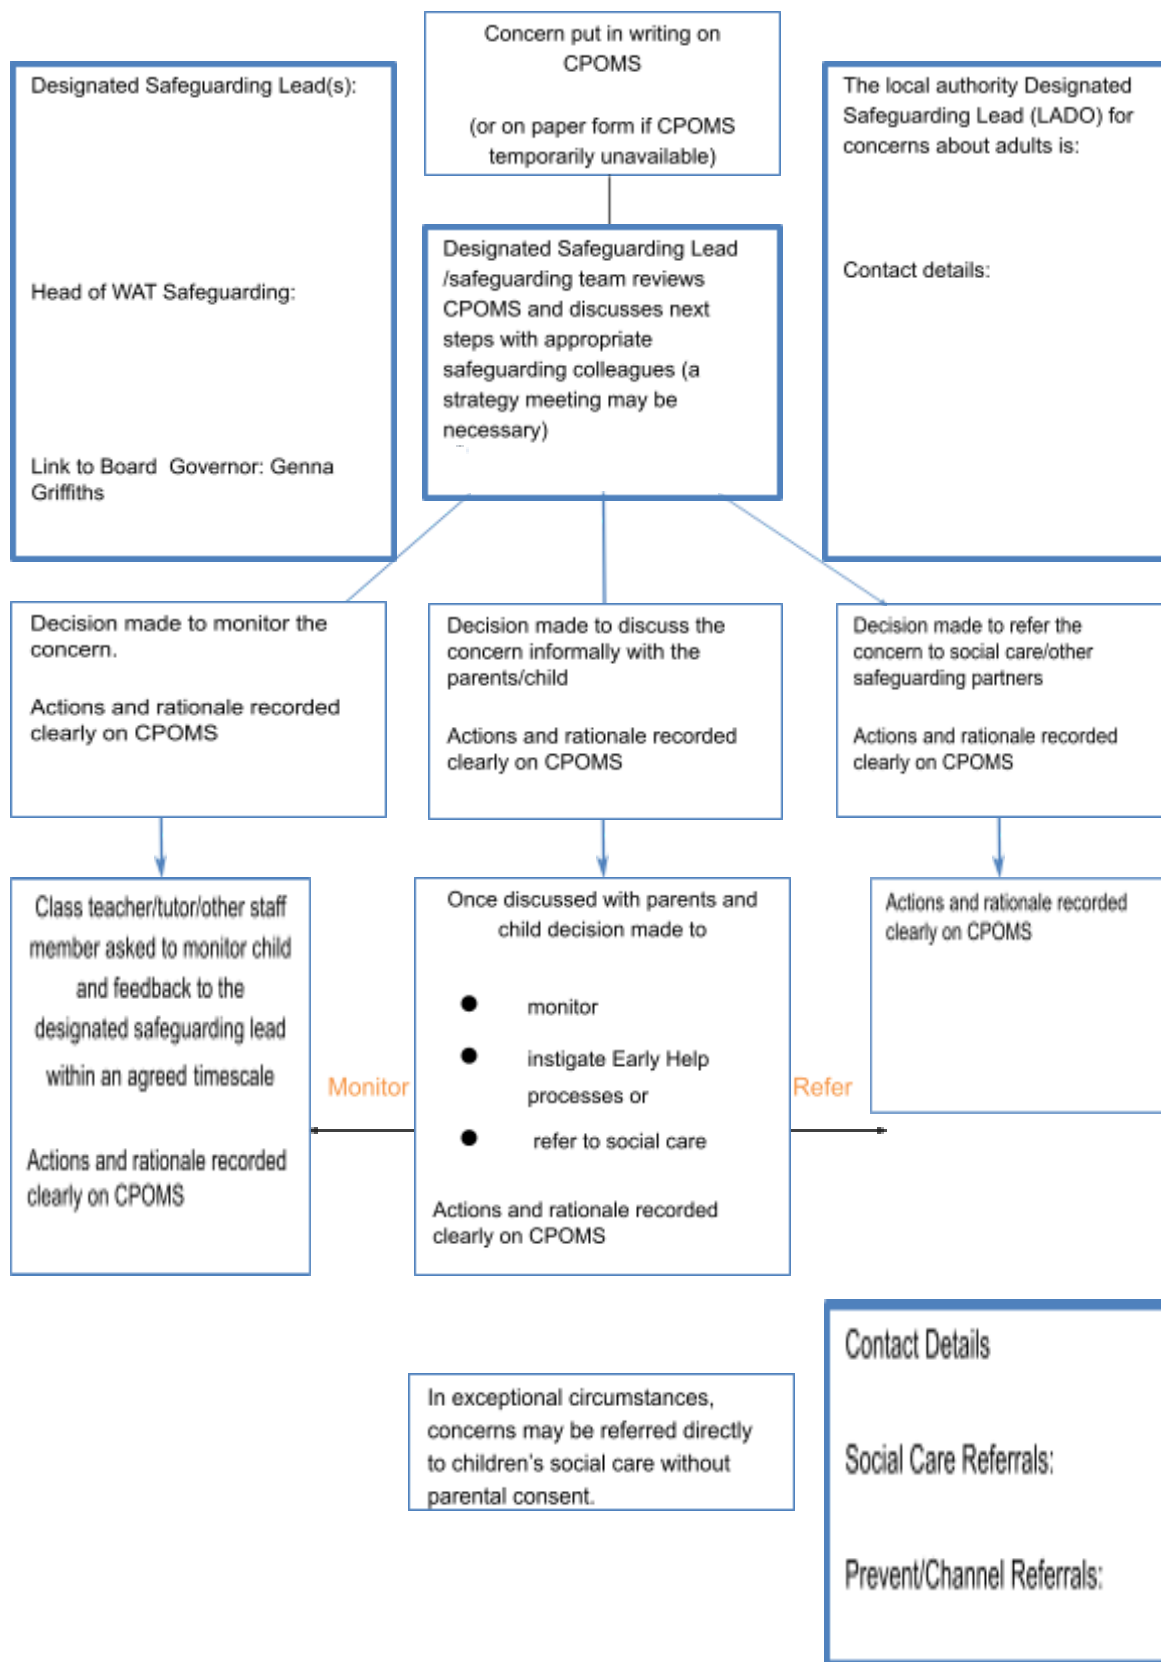 Concern put in writing on
CPOMS
(or on paper form if CPOMS
temporarily unavailable)
Designated Safeguarding Lead(s):
Head of WAT Safeguarding:
Link to Board  Governor: Genna
Griffiths
Designated Safeguarding Lead
/safeguarding team reviews
CPOMS and discusses next
steps with appropriate
safeguarding colleagues (a
strategy meeting may be
necessary)
The local authority Designated
Safeguarding Lead (LADO) for
concerns about adults is:
Contact details:
Decision made to monitor the
concern.
Actions and rationale recorded
clearly on CPOMS
Decision made to discuss the
concern informally with the
parents/child
Actions and rationale recorded
clearly on CPOMS
Decision made to refer the
concern to social care/other
safeguarding partners
Actions and rationale recorded
clearly on CPOMS
Class teacher/tutor/other staff
member asked to monitor child
and feedback to the
designated safeguarding lead
within an agreed timescale
Actions and rationale recorded
clearly on CPOMS
Monitor
Once discussed with parents and
child decision made to
● monitor
● instigate Early Help
processes or
● refer to social care
Actions and rationale recorded
clearly on CPOMS
Refer
Actions and rationale recorded
clearly on CPOMS
In exceptional circumstances,
concerns may be referred directly
to children's social care without
parental consent.
Contact Details
Social Care Referrals:
Prevent/Channel Referrals: